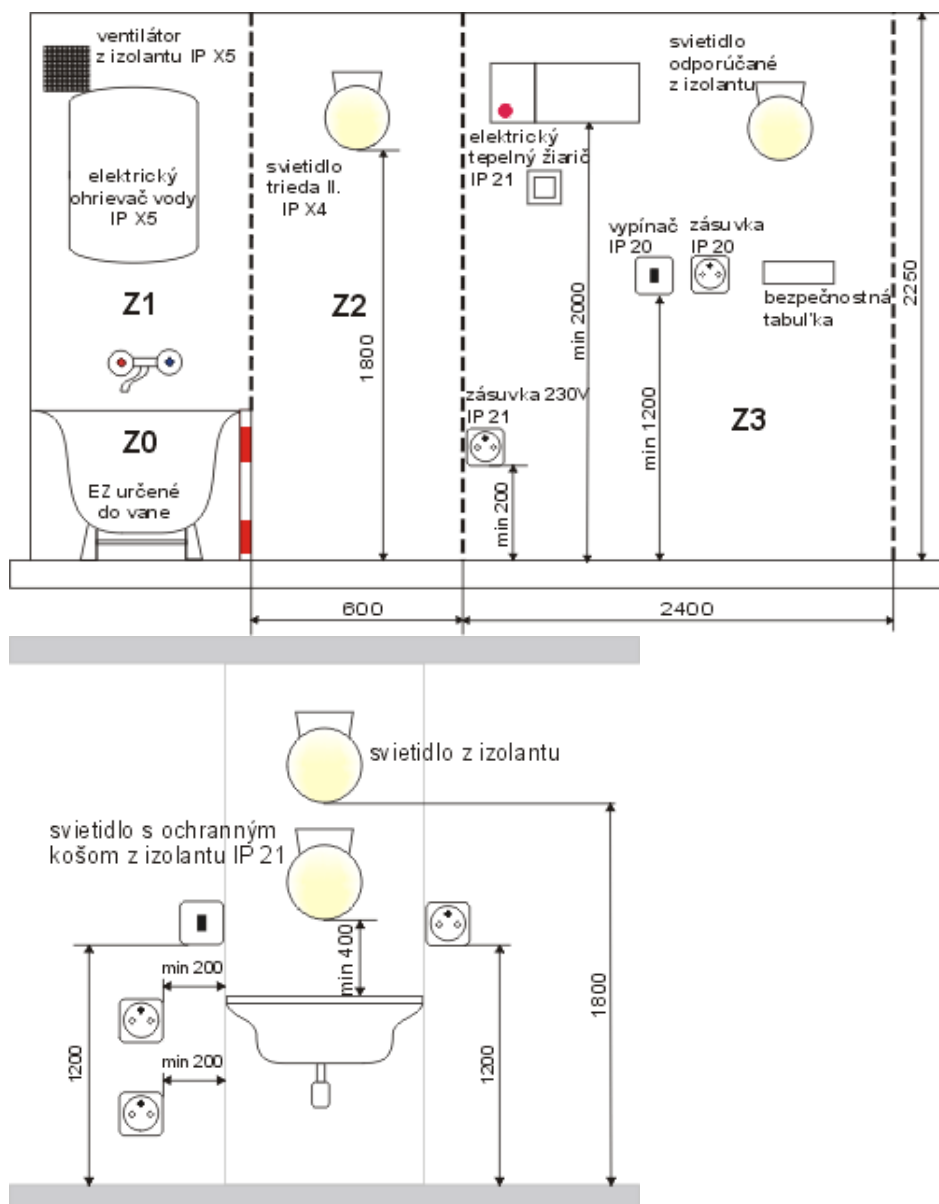 ventilátor
z izolantu IP X5
elektrický
ohrievač vody
IP X5
Z1
Z0
EZ určené
do vane
svietidlo
trieda II.
IP X4
Z2
1800
elektrický
tepelný žiarič
IP 21
zásuvka 230V
IP 21
min 200
min 2000
svietidlo
odporúčané
z izolantu
vypínač
IP 20
zásuvka
IP 20
bezpečnostná
tabuľka
min 1200
Z3
2250
600
2400
svietidlo z izolantu
svietidlo s ochranným
košom z izolantu IP 21
min 400
min 200
min 200
1200
1200
1800